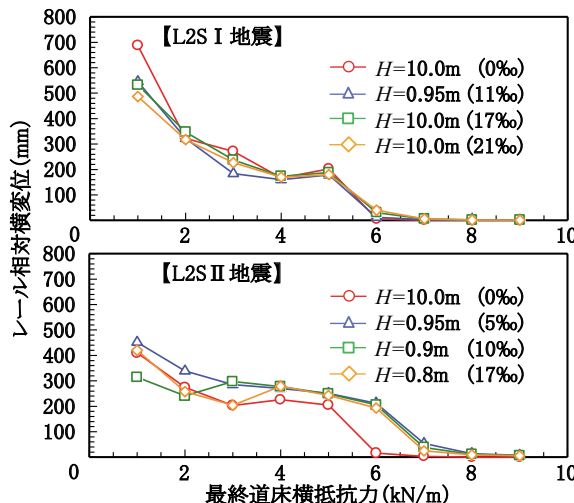 レール相対横変位(mm)
800
700
600
500
400
300
200
100
【L2SⅠ地震】
H=10.0m (0‰)
H=0.95m (11‰)
H=10.0m (17‰)
H=10.0m (21‰)
0 2 4 6 8 10
800
700
600
500
400
300
200
100
【L2SⅡ地震】
H=10.0m (0‰)
H=0.95m (5‰)
H=0.9m (10‰)
H=0.8m (17‰)
0 2 4 6 8 10
最終道床横抵抗力(kN/m)